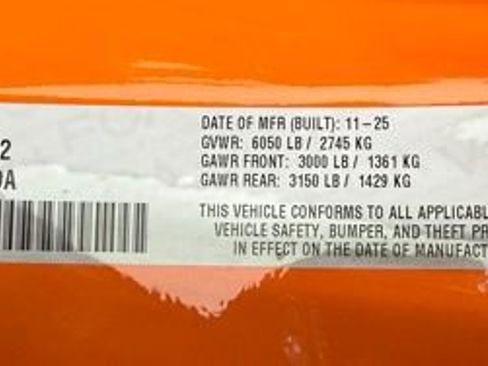 DATE OF MFR (BUILT): 11-25
2 GVWR: 6050 LB / 2745 KG
GAWR FRONT: 3000 LB / 1361 KG
0A GAWR REAR: 3150 LB / 1429 KG
THIS VEHICLE CONFORMS TO ALL APPLICABL
VEHICLE SAFETY, BUMPER, AND THEFT PR
IN EFFECT ON THE DATE OF MANUFACT